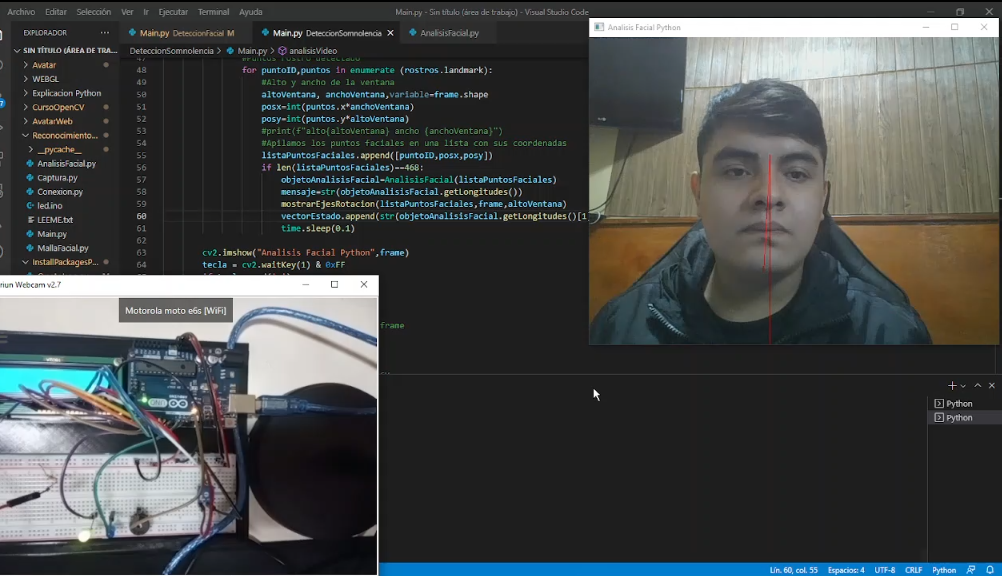 Archivo Editar Selección Ver Ir Ejecutar Terminal Ayuda
Main.py - Sin título (área de trabajo) - Visual Studio Code
EXPLORADOR
Main.py DeteccionFacial M
Main.py DeteccionSomnolencia
AnalisisFacial.py
DeteccionSomnolencia > Main.py > analisisVideo
SIN TÍTULO (ÁREA DE TRA...
Avatar
WEBGL
Explicacion Python
CursoOpenCV
AvatarWeb
Reconocimiento...
__pycache__
AnalisisFacial.py
Captura.py
Conexion.py
led.ino
LEEME.txt
Main.py
MallaFacial.py
InstallPackagesP...
48 for puntoID,puntos in enumerate (rostros.landmark):
49 #Alto y ancho de la ventana
50 altoVentana, anchoVentana,variable=frame.shape
51 posx=int(puntos.x*anchoVentana)
52 posy=int(puntos.y*altoVentana)
53 #print(f"alto{altoVentana} ancho {anchoVentana}")
54 #Apilamos los puntos faciales en una lista con sus coordenadas
55 listaPuntosFaciales.append([puntoID,posx,posy])
56 if len(listaPuntosFaciales)==468:
57 objetoAnalisisFacial=AnalisisFacial(listaPuntosFaciales)
58 mensaje=str(objetoAnalisisFacial.getLongitudes())
59 mostrarEjesRotacion(listaPuntosFaciales,frame,altoVentana)
60 vectorEstado.append(str(objetoAnalisisFacial.getLongitudes()[1
61 time.sleep(0.1)
62
63 cv2.imshow("Analisis Facial Python",frame)
64 tecla = cv2.waitKey(1) & 0xFF
frame
Analisis Facial Python
riun Webcam v2.7
Motorola moto e6s [WiFi]
Python
Python
Lín. 60, col. 55 Espacios: 4 UTF-8 CRLF Python